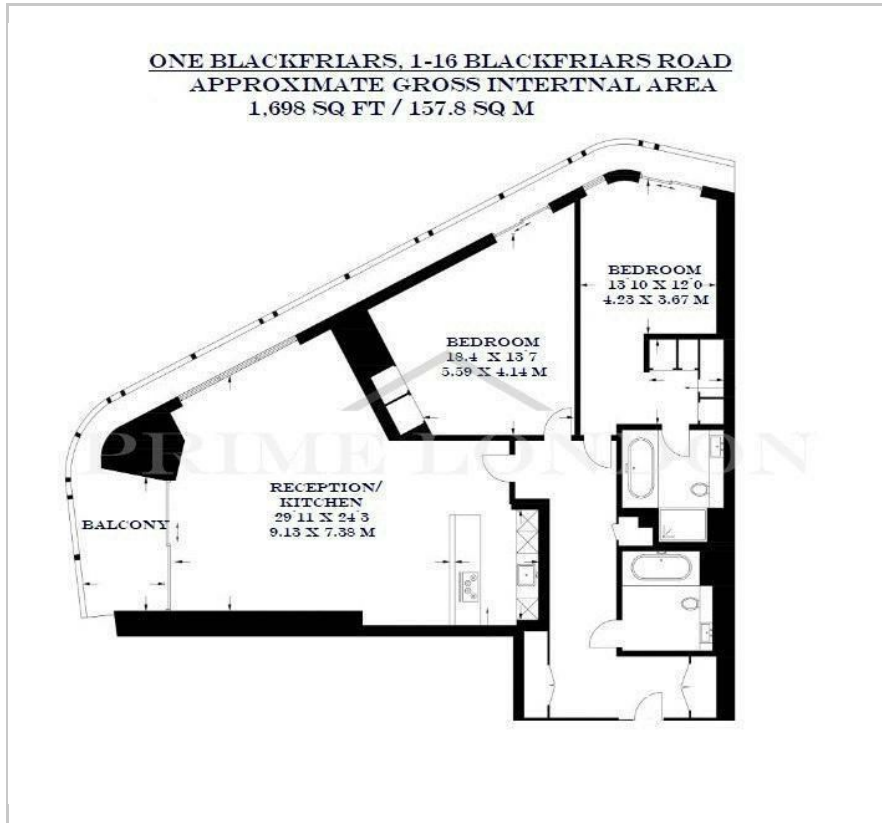 ONE BLACKFRIARS, 1-16 BLACKFRIARS ROAD
APPROXIMATE GROSS INTERTNAL AREA
1,698 SQ FT / 157.8 SQ M
BEDROOM
13'10 X 12'0
4.23 X 3.67 M
BEDROOM
18.4 X 13'7
5.59 X 4.14 M
PRIME LONDON
RECEPTION/
KITCHEN
29'11 X 24'3
9.13 X 7.38 M
BALCONY